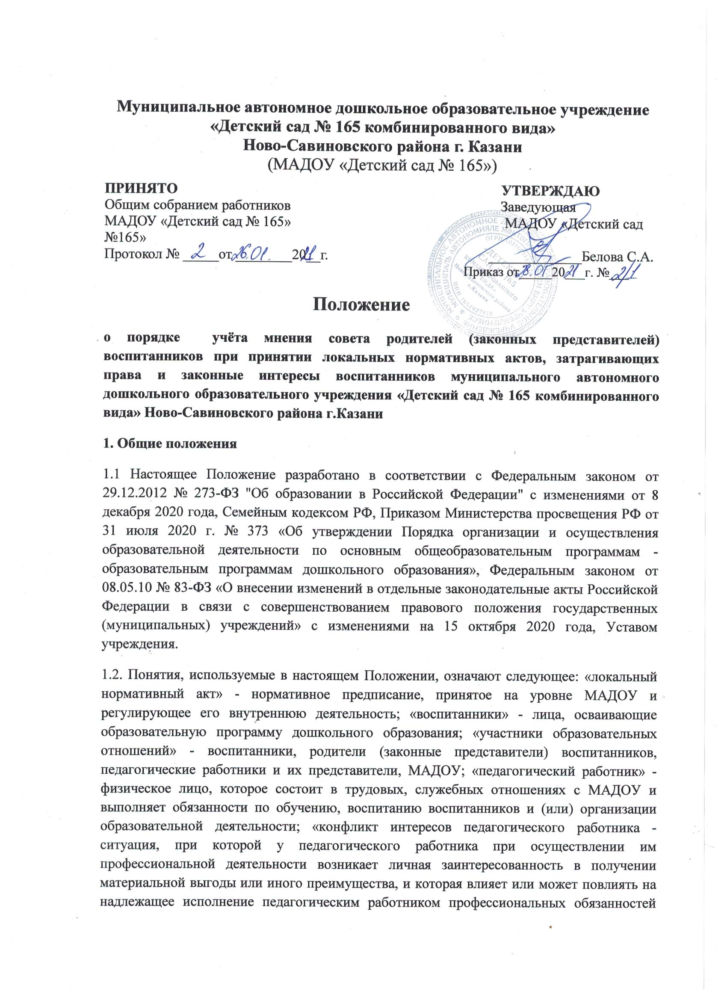 Муниципальное автономное дошкольное образовательное учреждение
«Детский сад № 165 комбинированного вида»
Ново-Савиновского района г. Казани
(МАДОУ «Детский сад № 165»)
ПРИНЯТО
Общим собранием работников
МАДОУ «Детский сад № 165»
№165»
Протокол № 2 от 26.01. 2021 г.
УТВЕРЖДАЮ
Заведующая
МАДОУ «Детский сад
Белова С.А.
Приказ от 28.01 2021 г. № 2/1
Положение
о порядке учёта мнения совета родителей (законных представителей)
воспитанников при принятии локальных нормативных актов, затрагивающих
права и законные интересы воспитанников муниципального автономного
дошкольного образовательного учреждения «Детский сад № 165 комбинированного
вида» Ново-Савиновского района г.Казани
1. Общие положения
1.1 Настоящее Положение разработано в соответствии с Федеральным законом от
29.12.2012 № 273-ФЗ "Об образовании в Российской Федерации" с изменениями от 8
декабря 2020 года, Семейным кодексом РФ, Приказом Министерства просвещения РФ от
31 июля 2020 г. № 373 «Об утверждении Порядка организации и осуществления
образовательной деятельности по основным общеобразовательным программам -
образовательным программам дошкольного образования», Федеральным законом от
08.05.10 № 83-ФЗ «О внесении изменений в отдельные законодательные акты Российской
Федерации в связи с совершенствованием правового положения государственных
(муниципальных) учреждений» с изменениями на 15 октября 2020 года, Уставом
учреждения.
1.2. Понятия, используемые в настоящем Положении, означают следующее: «локальный
нормативный акт» - нормативное предписание, принятое на уровне МАДОУ и
регулирующее его внутреннюю деятельность; «воспитанники» - лица, осваивающие
образовательную программу дошкольного образования; «участники образовательных
отношений» - воспитанники, родители (законные представители) воспитанников,
педагогические работники и их представители, МАДОУ; «педагогический работник» -
физическое лицо, которое состоит в трудовых, служебных отношениях с МАДОУ и
выполняет обязанности по обучению, воспитанию воспитанников и (или) организации
образовательной деятельности; «конфликт интересов педагогического работника -
ситуация, при которой у педагогического работника при осуществлении им
профессиональной деятельности возникает личная заинтересованность в получении
материальной выгоды или иного преимущества, и которая влияет или может повлиять на
надлежащее исполнение педагогическим работником профессиональных обязанностей